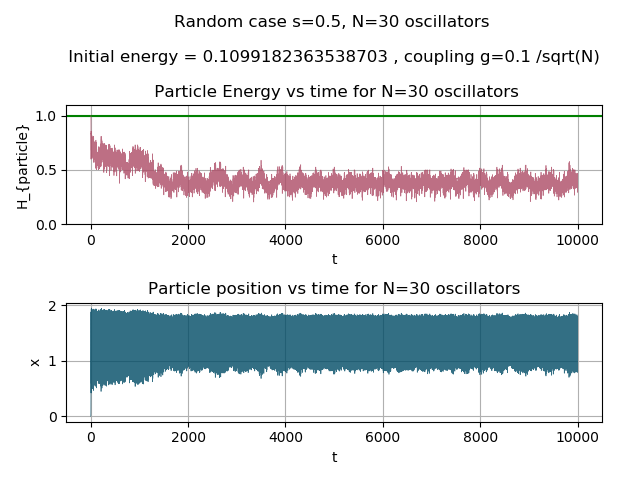 Random case s=0.5, N=30 oscillators
Initial energy = 0.1099182363538703 , coupling g=0.1 /sqrt(N)
Particle Energy vs time for N=30 oscillators
H_{particle}
1.0
0.5
0.0
0 2000 4000 6000 8000 10000
t
Particle position vs time for N=30 oscillators
x
2
1
0
0 2000 4000 6000 8000 10000
t